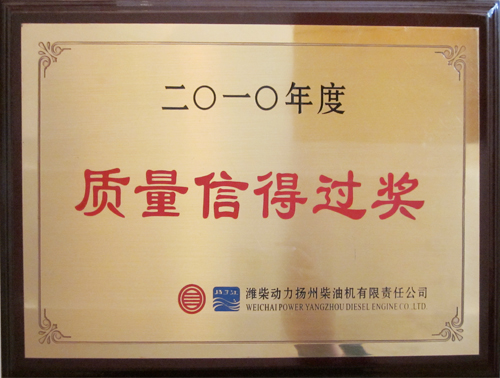 二〇一〇年度
质量信得过奖
潍柴动力扬州柴油机有限责任公司
WEICHAI POWER YANGZHOU DIESEL ENGINE CO.,LTD.